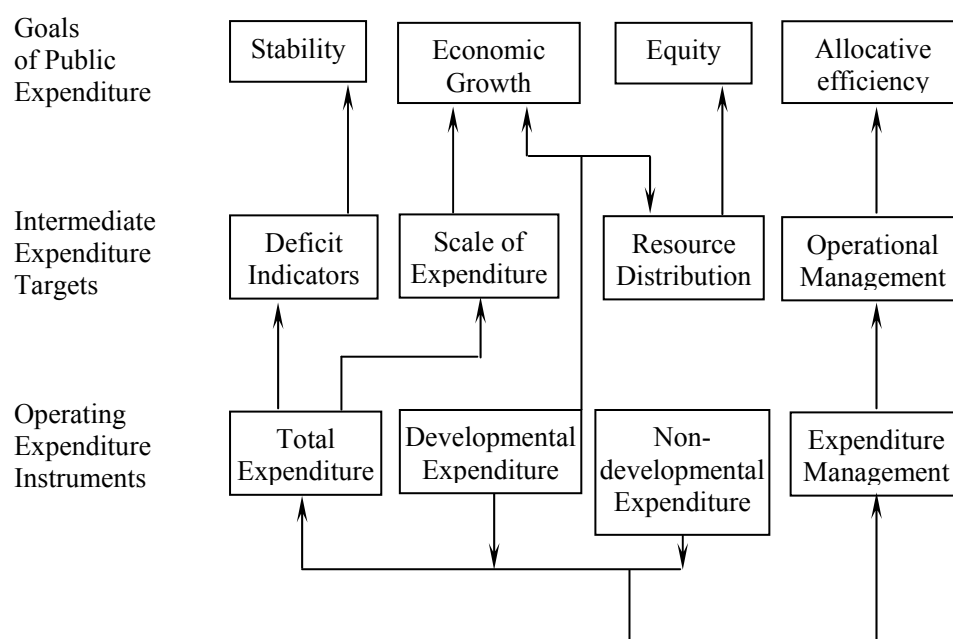 Goals
of Public
Expenditure
Stability
Economic
Growth
Equity
Allocative
efficiency
Intermediate
Expenditure
Targets
Deficit
Indicators
Scale of
Expenditure
Resource
Distribution
Operational
Management
Operating
Expenditure
Instruments
Total
Expenditure
Developmental
Expenditure
Non-
developmental
Expenditure
Expenditure
Management